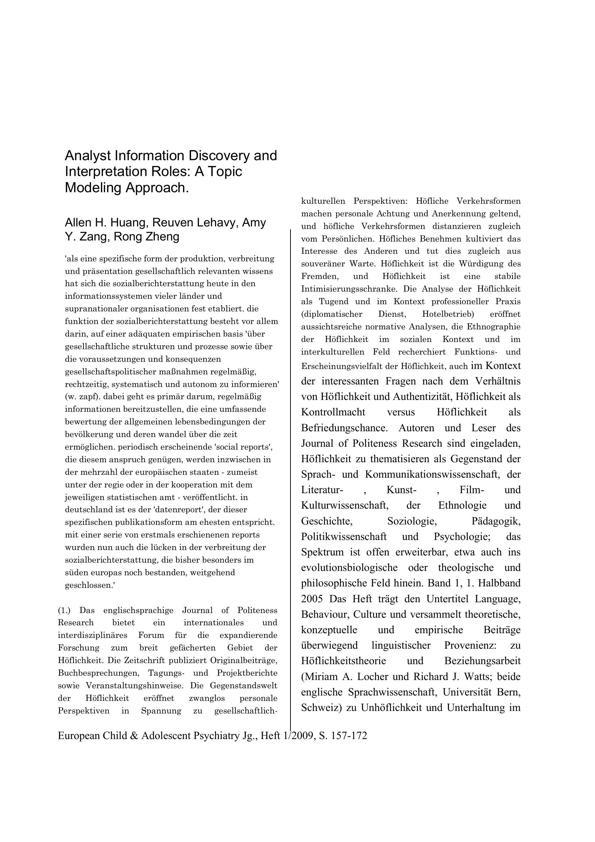 Analyst Information Discovery and
Interpretation Roles: A Topic
Modeling Approach.
Allen H. Huang, Reuven Lehavy, Amy
Y. Zang, Rong Zheng
'als eine spezifische form der produktion, verbreitung
und präsentation gesellschaftlich relevanten wissens
hat sich die sozialberichterstattung heute in den
informationssystemen vieler länder und
supranationaler organisationen fest etabliert. die
funktion der sozialberichterstattung besteht vor allem
darin, auf einer adäquaten empirischen basis 'über
gesellschaftliche strukturen und prozesse sowie über
die voraussetzungen und konsequenzen
gesellschaftspolitischer maßnahmen regelmäßig,
rechtzeitig, systematisch und autonom zu informieren'
(w. zapf). dabei geht es primär darum, regelmäßig
informationen bereitzustellen, die eine umfassende
bewertung der allgemeinen lebensbedingungen der
bevölkerung und deren wandel über die zeit
ermöglichen. periodisch erscheinende 'social reports',
die diesem anspruch genügen, werden inzwischen in
der mehrzahl der europäischen staaten - zumeist
unter der regie oder in der kooperation mit dem
jeweiligen statistischen amt - veröffentlicht. in
deutschland ist es der 'datenreport', der dieser
spezifischen publikationsform am ehesten entspricht.
mit einer serie von erstmals erschienenen reports
wurden nun auch die lücken in der verbreitung der
sozialberichterstattung, die bisher besonders im
süden europas noch bestanden, weitgehend
geschlossen.'
(1.) Das englischsprachige Journal of Politeness
Research bietet ein internationales und
interdisziplinäres Forum für die expandierende
Forschung zum breit gefächerten Gebiet der
Höflichkeit. Die Zeitschrift publiziert Originalbeiträge,
Buchbesprechungen, Tagungs- und Projektberichte
sowie Veranstaltungshinweise. Die Gegenstandswelt
der Höflichkeit eröffnet zwanglos personale
Perspektiven in Spannung zu gesellschaftlich-
kulturellen Perspektiven: Höfliche Verkehrsformen
machen personale Achtung und Anerkennung geltend,
und höfliche Verkehrsformen distanzieren zugleich
vom Persönlichen. Höfliches Benehmen kultiviert das
Interesse des Anderen und tut dies zugleich aus
souveräner Warte. Höflichkeit ist die Würdigung des
Fremden, und Höflichkeit ist eine stabile
Intimisierungsschranke. Die Analyse der Höflichkeit
als Tugend und im Kontext professioneller Praxis
(diplomatischer Dienst, Hotelbetrieb) eröffnet
aussichtsreiche normative Analysen, die Ethnographie
der Höflichkeit im sozialen Kontext und im
interkulturellen Feld recherchiert Funktions- und
Erscheinungsvielfalt der Höflichkeit, auch im Kontext
der interessanten Fragen nach dem Verhältnis
von Höflichkeit und Authentizität, Höflichkeit als
Kontrollmacht versus Höflichkeit als
Befriedungschance. Autoren und Leser des
Journal of Politeness Research sind eingeladen,
Höflichkeit zu thematisieren als Gegenstand der
Sprach- und Kommunikationswissenschaft, der
Literatur- , Kunst- , Film- und
Kulturwissenschaft, der Ethnologie und
Geschichte, Soziologie, Pädagogik,
Politikwissenschaft und Psychologie; das
Spektrum ist offen erweiterbar, etwa auch ins
evolutionsbiologische oder theologische und
philosophische Feld hinein. Band 1, 1. Halbband
2005 Das Heft trägt den Untertitel Language,
Behaviour, Culture und versammelt theoretische,
konzeptuelle und empirische Beiträge
überwiegend linguistischer Provenienz: zu
Höflichkeitstheorie und Beziehungsarbeit
(Miriam A. Locher und Richard J. Watts; beide
englische Sprachwissenschaft, Universität Bern,
Schweiz) zu Unhöflichkeit und Unterhaltung im
European Child & Adolescent Psychiatry Jg., Heft 1/2009, S. 157-172